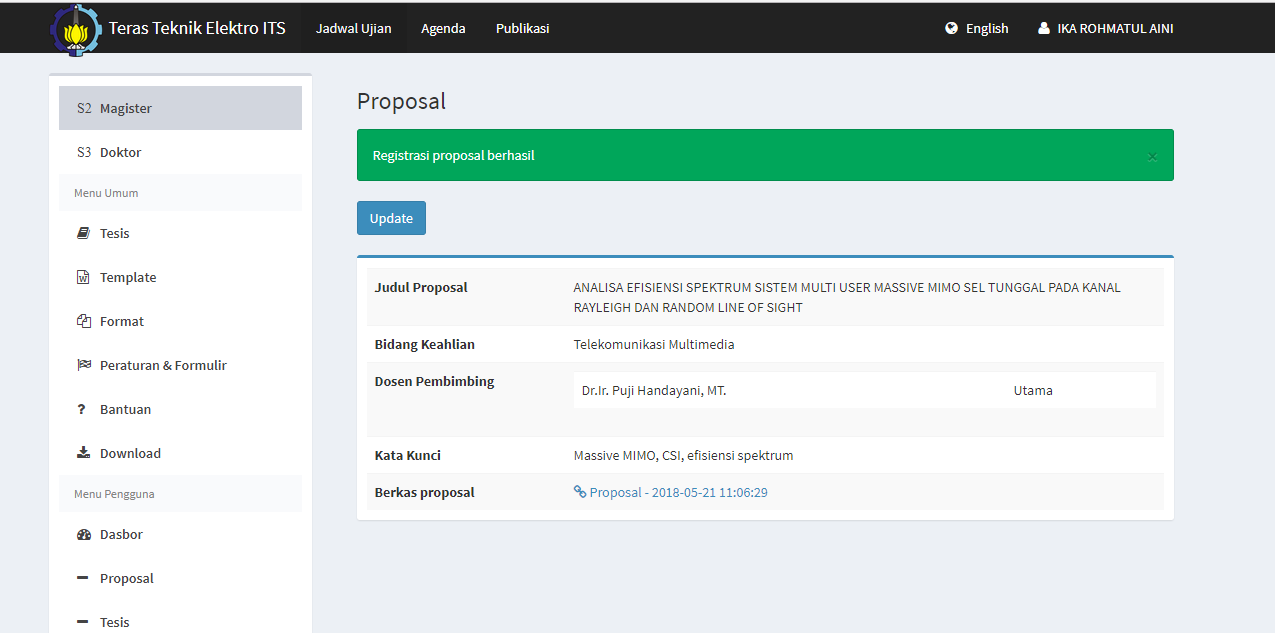 Teras Teknik Elektro ITS Jadwal Ujian Agenda Publikasi English IKA ROHMATUL AINI
S2 Magister
S3 Doktor
Menu Umum
Tesis
Template
Format
Peraturan & Formulir
? Bantuan
Download
Menu Pengguna
Dasbor
Proposal
Tesis
Proposal
Registrasi proposal berhasil ×
Update
Judul Proposal ANALISA EFISIENSI SPEKTRUM SISTEM MULTI USER MASSIVE MIMO SEL TUNGGAL PADA KANAL
RAYLEIGH DAN RANDOM LINE OF SIGHT
Bidang Keahlian Telekomunikasi Multimedia
Dosen Pembimbing Dr.Ir. Puji Handayani, MT. Utama
Kata Kunci Massive MIMO, CSI, efisiensi spektrum
Berkas proposal Proposal - 2018-05-21 11:06:29